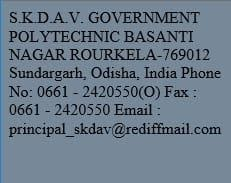 S.K.D.A.V. GOVERNMENT
POLYTECHNIC BASANTI
NAGAR ROURKELA-769012
Sundargarh, Odisha, India Phone
No: 0661 - 2420550(O) Fax :
0661 - 2420550 Email :
principal_skdav@rediffmail.com